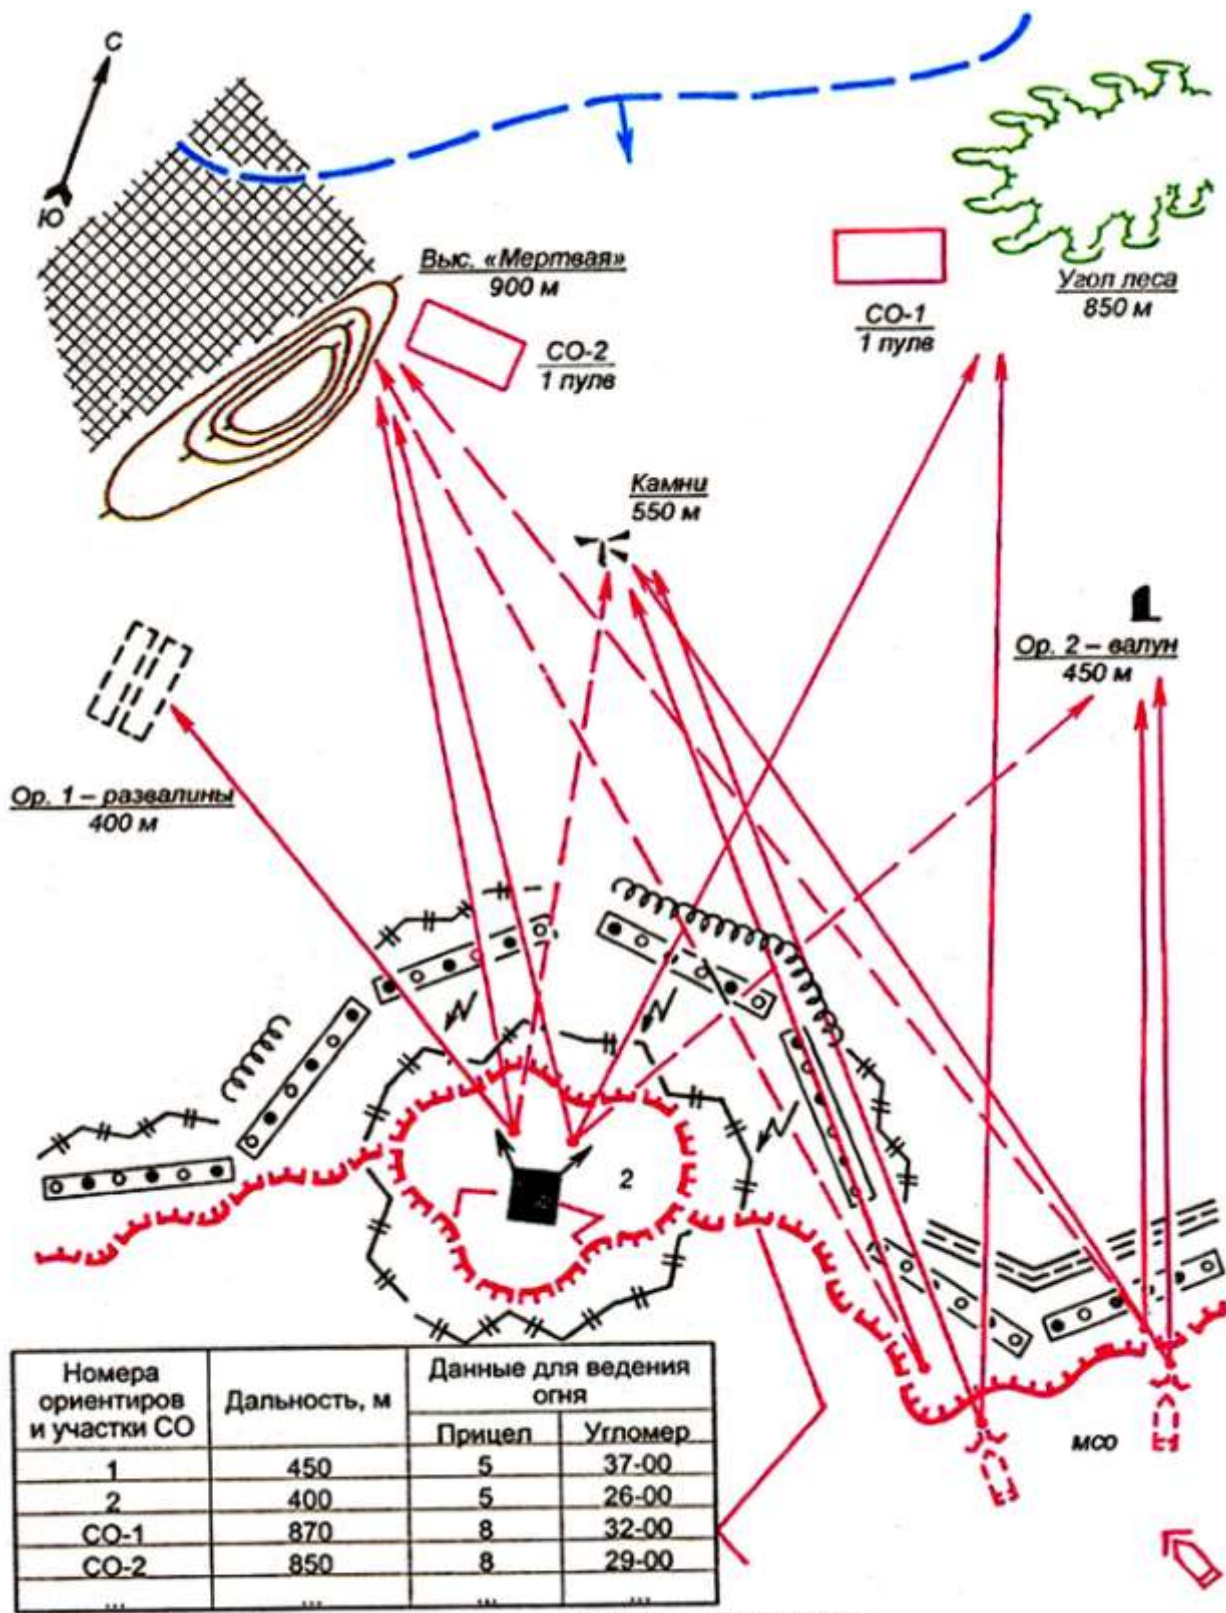 С
Ю
Выс. «Мертвая»
900 м
СО-1
1 пулв
Угол леса
850 м
СО-2
1 пулв
Камни
550 м
Ор. 2 – валун
450 м
Ор. 1 – развалины
400 м
2
мсо
Номера ориентиров и участки СО
Дальность, м
Данные для ведения огня
Прицел
Угломер
1 450 5 37-00
2 400 5 26-00
СО-1 870 8 32-00
СО-2 850 8 29-00
... ... ... ...